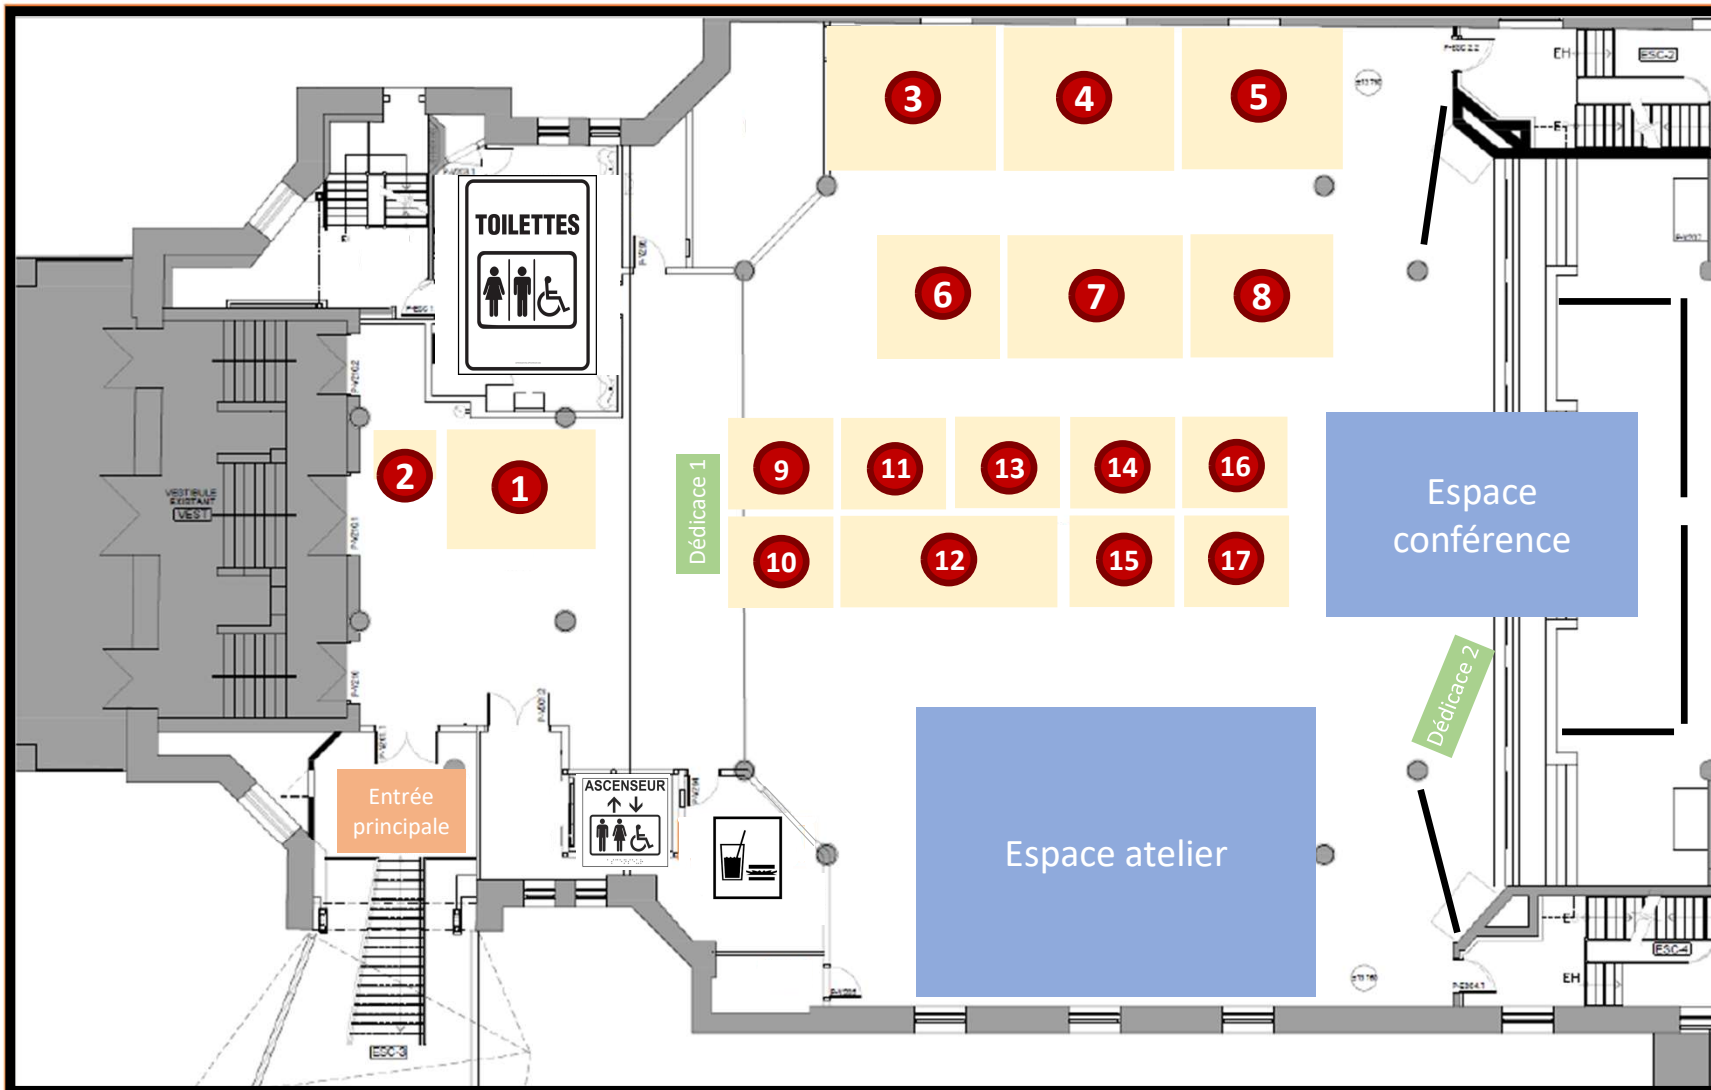 3
4
5
EH
ESC-2
TOILETTES
6
7
8
2
1
9
11
13
14
16
Dédicace 1
VESTIBULE
EXISTANT
VEST
10
12
15
17
Espace
conférence
Dédicace 2
Entrée
principale
ASCENSEUR
Espace atelier
ESC-4
EH
ESC-3